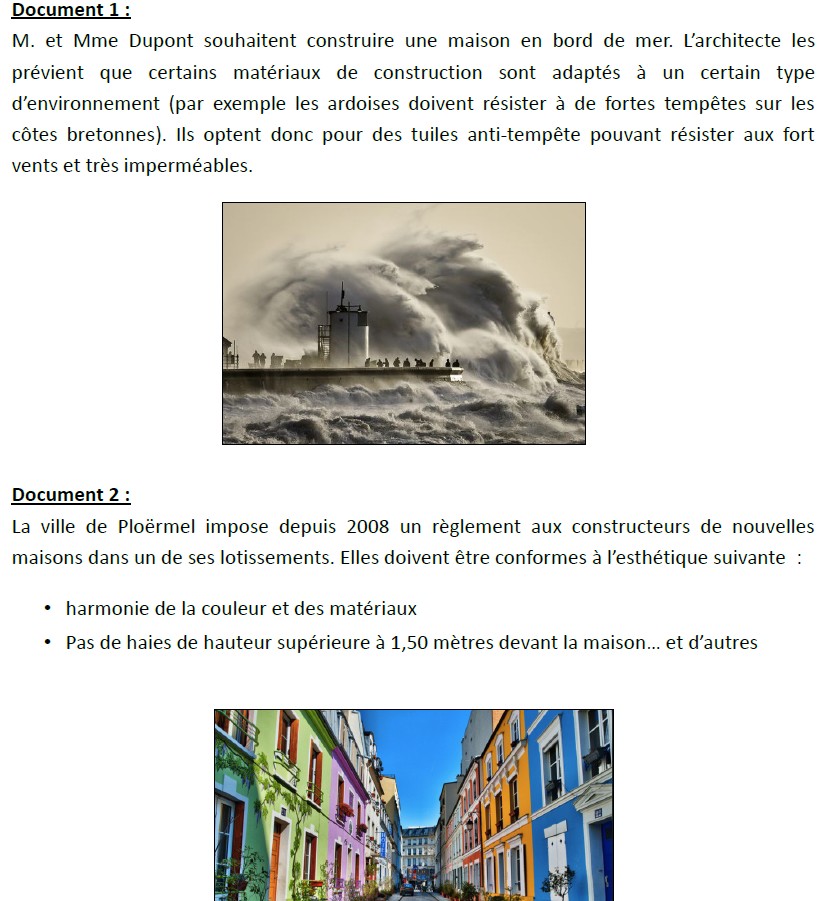 Document 1 :
M. et Mme Dupont souhaitent construire une maison en bord de mer. L’architecte les
prévient que certains matériaux de construction sont adaptés à un certain type
d’environnement (par exemple les ardoises doivent résister à de fortes tempêtes sur les
côtes bretonnes). Ils optent donc pour des tuiles anti-tempête pouvant résister aux fort
vents et très imperméables.
Document 2 :
La ville de Ploërmel impose depuis 2008 un règlement aux constructeurs de nouvelles
maisons dans un de ses lotissements. Elles doivent être conformes à l’esthétique suivante :
• harmonie de la couleur et des matériaux
• Pas de haies de hauteur supérieure à 1,50 mètres devant la maison… et d’autres